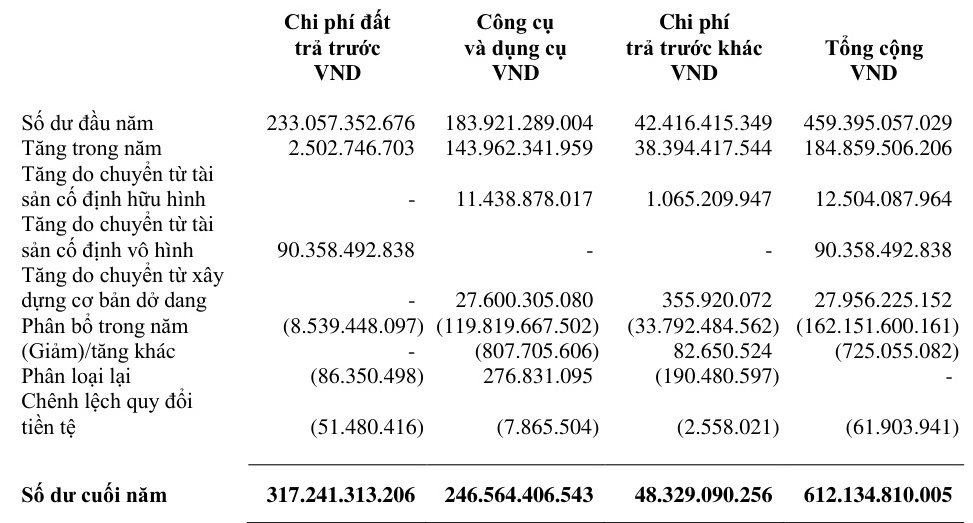 Chi phí đất Công cụ Chi phí
trả trước và dụng cụ trả trước khác Tổng cộng
VND VND VND VND
Số dư đầu năm 233.057.352.676 183.921.289.004 42.416.415.349 459.395.057.029
Tăng trong năm 2.502.746.703 143.962.341.959 38.394.417.544 184.859.506.206
Tăng do chuyển từ tài
sản cố định hữu hình - 11.438.878.017 1.065.209.947 12.504.087.964
Tăng do chuyển từ tài
sản cố định vô hình 90.358.492.838 - - 90.358.492.838
Tăng do chuyển từ xây
dựng cơ bản dở dang - 27.600.305.080 355.920.072 27.956.225.152
Phân bổ trong năm (8.539.448.097) (119.819.667.502) (33.792.484.562) (162.151.600.161)
(Giảm)/tăng khác - (807.705.606) 82.650.524 (725.055.082)
Phân loại lại (86.350.498) 276.831.095 (190.480.597) -
Chênh lệch quy đổi
tiền tệ (51.480.416) (7.865.504) (2.558.021) (61.903.941)
Số dư cuối năm 317.241.313.206 246.564.406.543 48.329.090.256 612.134.810.005